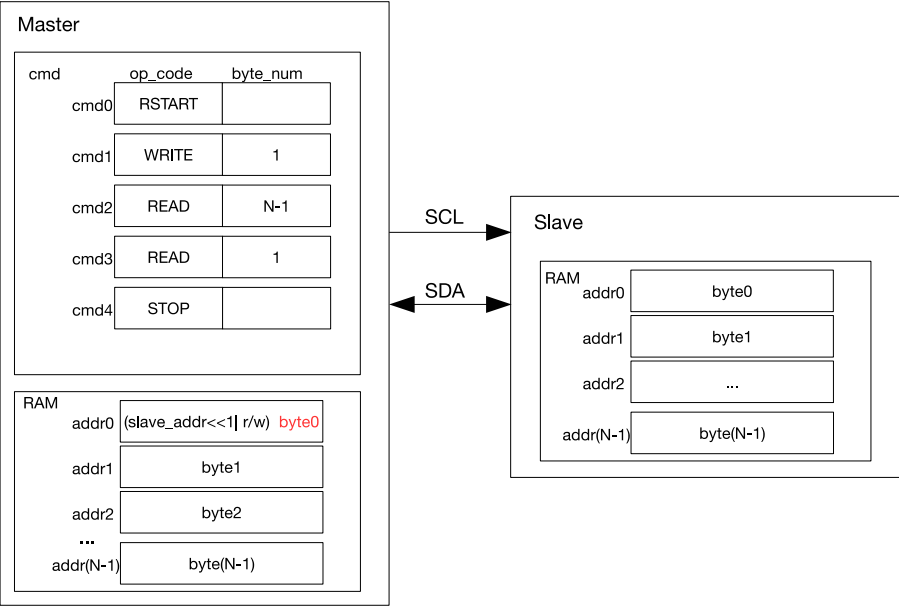 Master
cmd op_code byte_num
cmd0 RSTART
cmd1 WRITE 1
cmd2 READ N-1
cmd3 READ 1
cmd4 STOP
RAM
addr0 (slave_addr<<1| r/w) byte0
addr1 byte1
addr2 byte2
...
addr(N-1) byte(N-1)
SCL
SDA
Slave
RAM
addr0 byte0
addr1 byte1
addr2 ...
addr(N-1) byte(N-1)